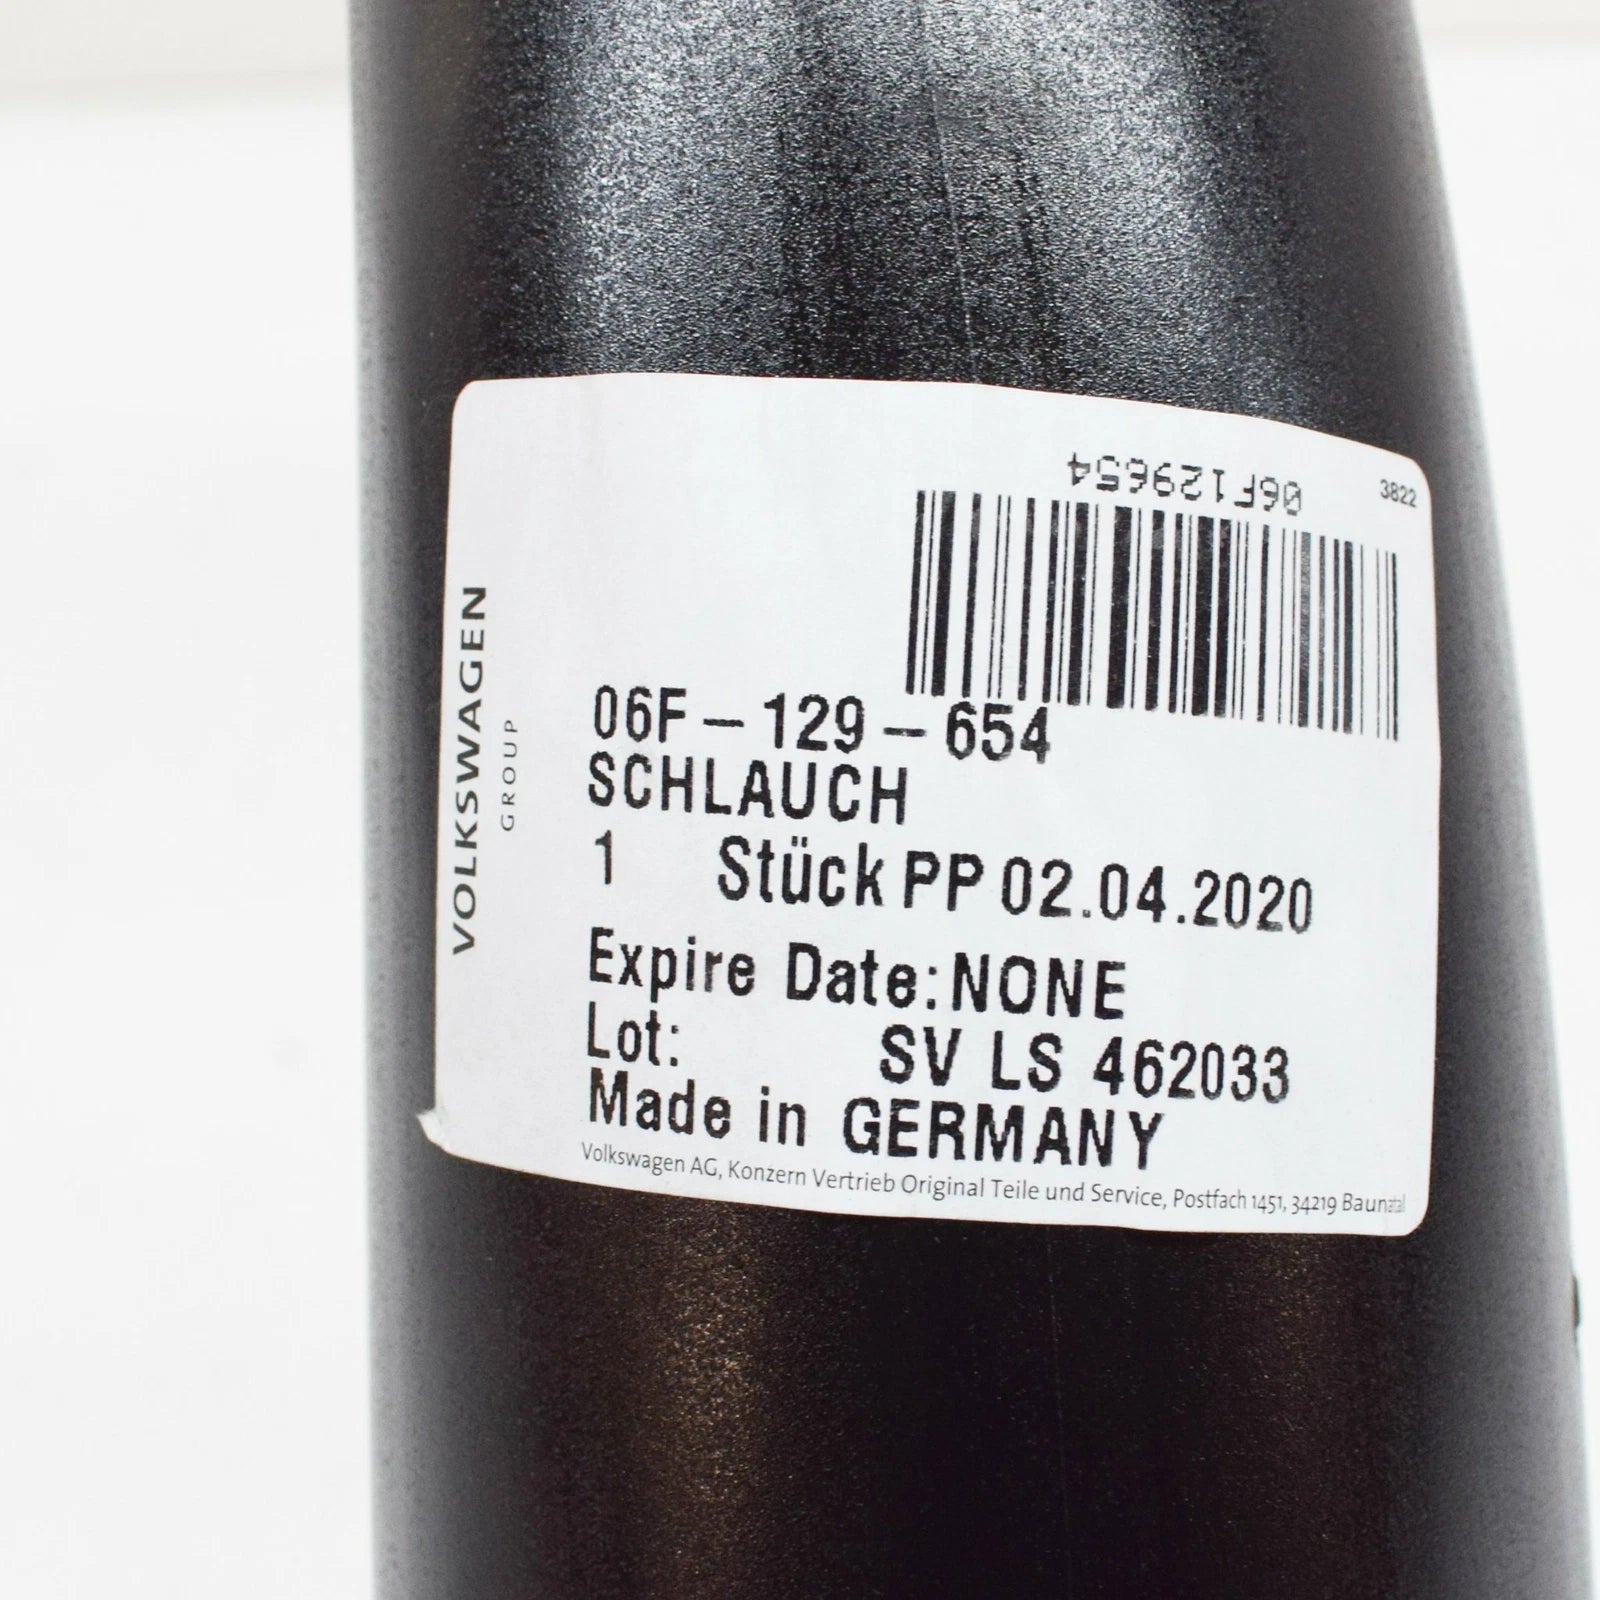 06F129654
3822
VOLKSWAGEN
GROUP
06F-129-654
SCHLAUCH
1 Stück PP 02.04.2020
Expire Date:NONE
Lot: SV LS 462033
Made in GERMANY
Volkswagen AG, Konzern Vertrieb Original Teile und Service, Postfach 1451, 34219 Baunatal